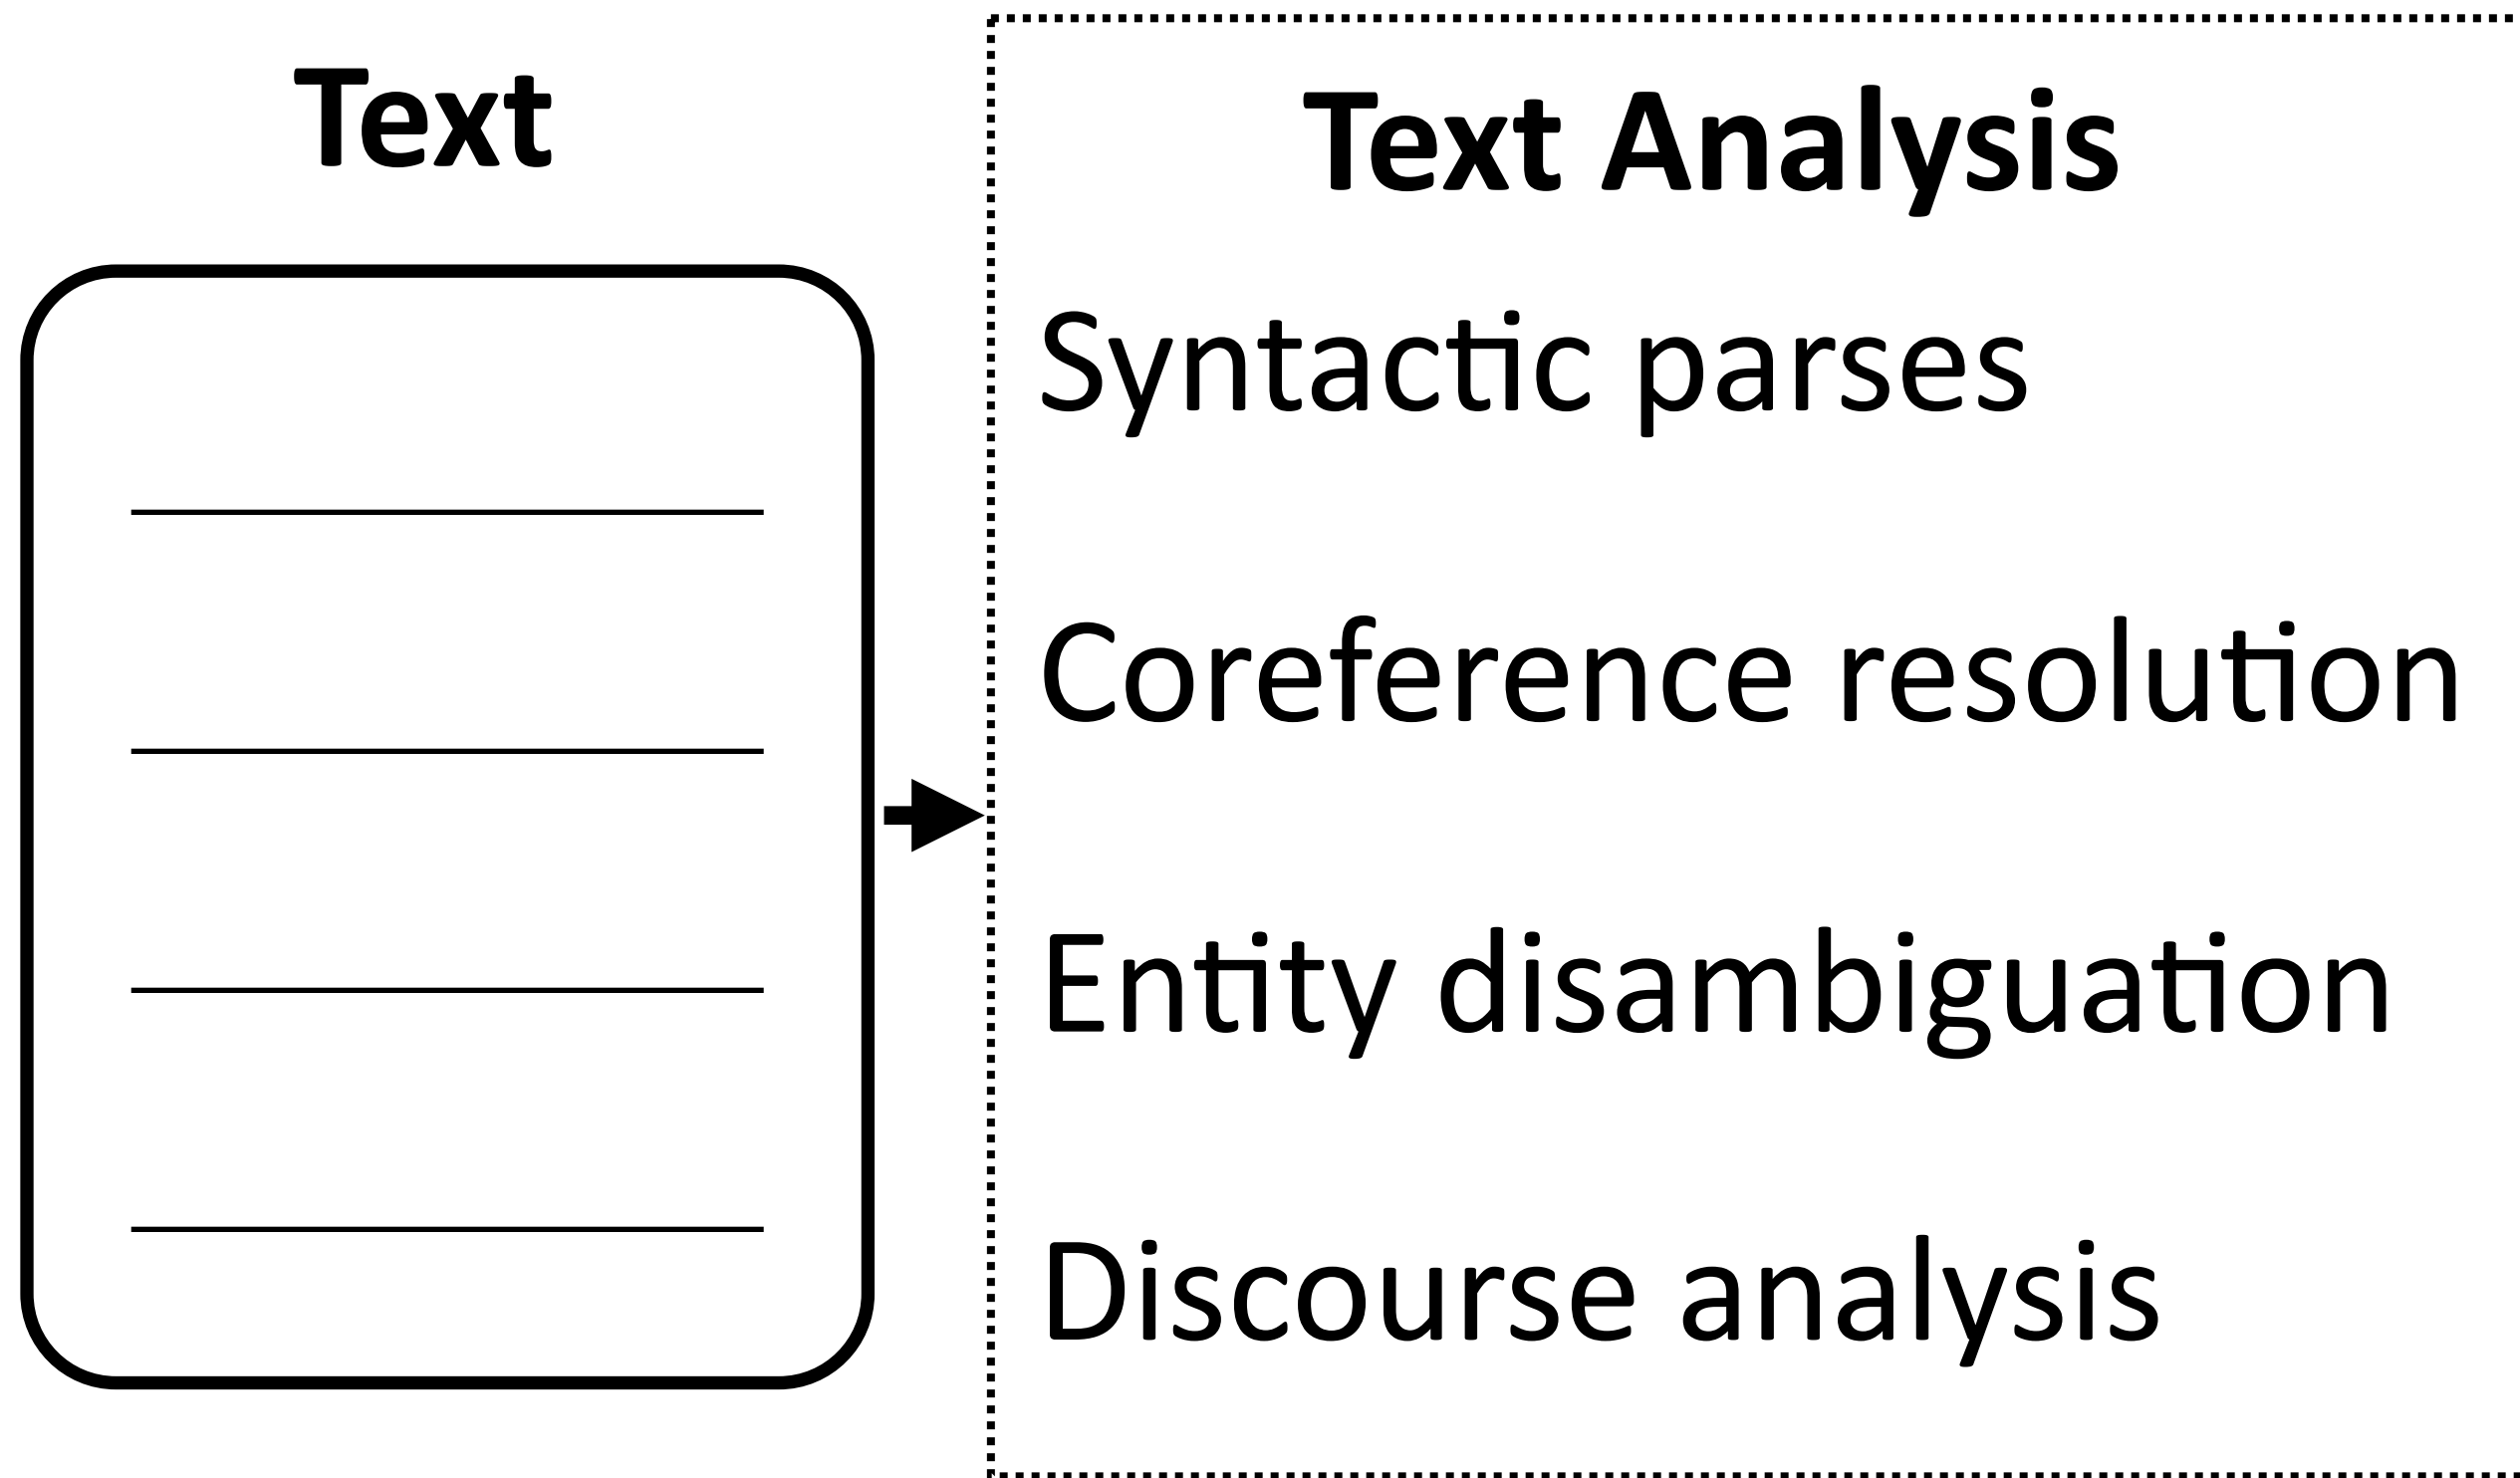 Text
Text Analysis
Syntactic parses
Coreference resolution
Entity disambiguation
Discourse analysis